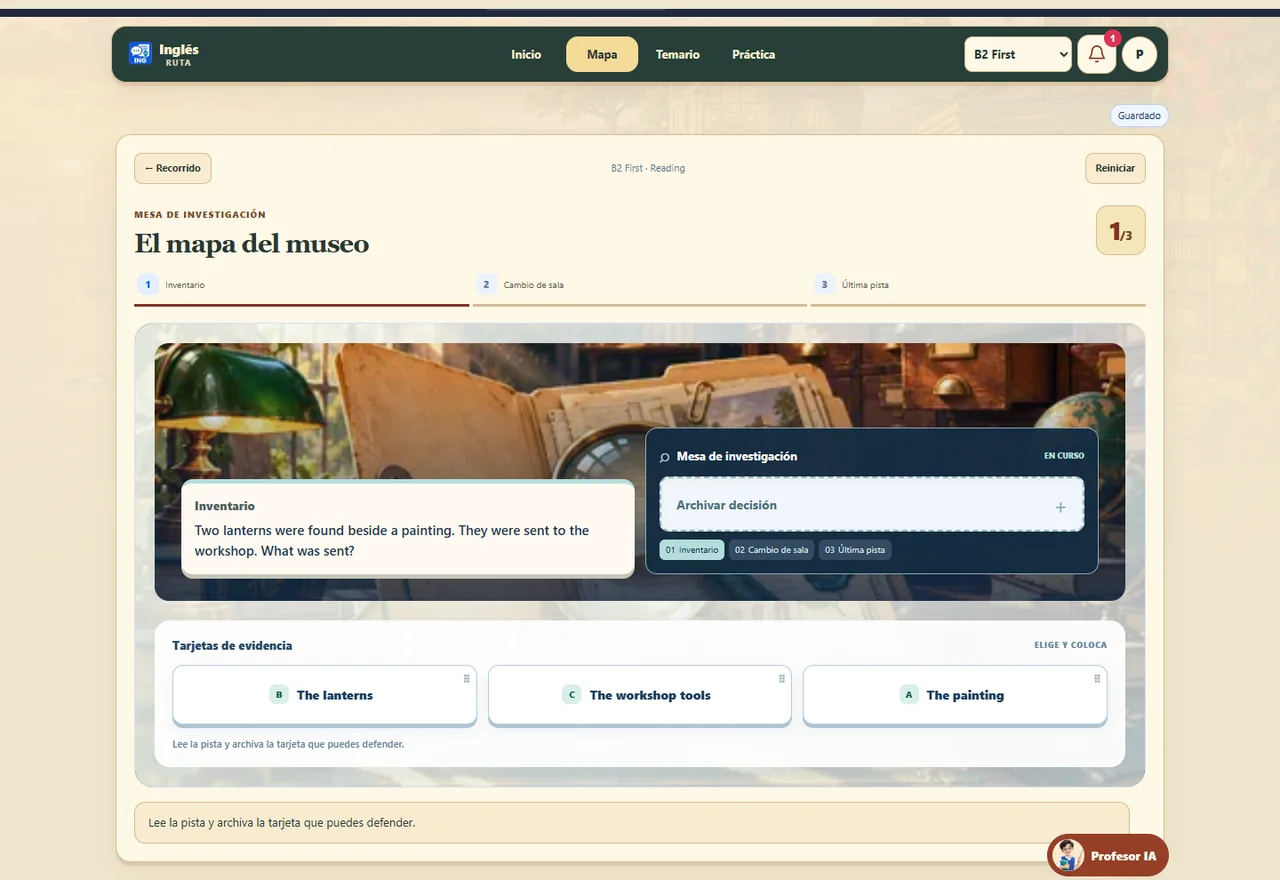 ING
Inglés
RUTA
Inicio
Mapa
Temario
Práctica
B2 First
1
P
Guardado
← Recorrido
B2 First · Reading
Reiniciar
MESA DE INVESTIGACIÓN
El mapa del museo
1/3
1 Inventario
2 Cambio de sala
3 Última pista
Inventario
Two lanterns were found beside a painting. They were sent to the
workshop. What was sent?
Mesa de investigación
EN CURSO
Archivar decisión
+
01 Inventario
02 Cambio de sala
03 Última pista
Tarjetas de evidencia
ELIGE Y COLOCA
B The lanterns
C The workshop tools
A The painting
Lee la pista y archiva la tarjeta que puedes defender.
Lee la pista y archiva la tarjeta que puedes defender.
Profesor IA